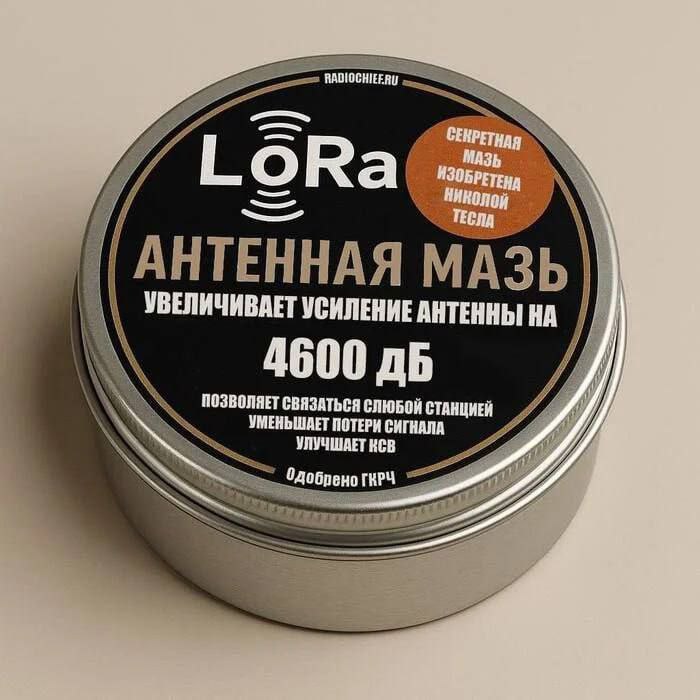 RADIOCHIEF.RU
LoRa
СЕКРЕТНАЯ
МАЗЬ
ИЗОБРЕТЕНА
НИКОЛОЙ
ТЕСЛА
АНТЕННАЯ МАЗЬ
УВЕЛИЧИВАЕТ УСИЛЕНИЕ АНТЕННЫ НА
4600 дБ
ПОЗВОЛЯЕТ СВЯЗАТЬСЯ СЛЮБОЙ СТАНЦИЕЙ
УМЕНЬШАЕТ ПОТЕРИ СИГНАЛА
УЛУЧШАЕТ КСВ
Одобрено ГКРЧ